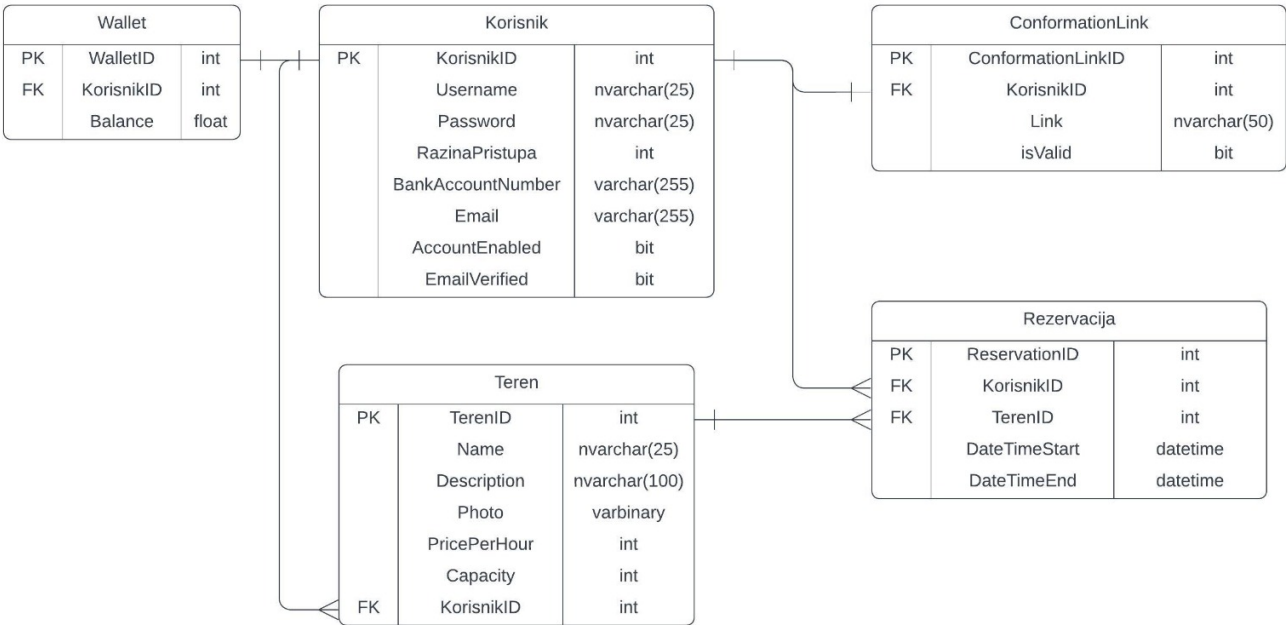 Wallet
PK WalletID int
FK KorisnikID int
Balance float
Korisnik
PK KorisnikID int
Username nvarchar(25)
Password nvarchar(25)
RazinaPristupa int
BankAccountNumber varchar(255)
Email varchar(255)
AccountEnabled bit
EmailVerified bit
ConformationLink
PK ConformationLinkID int
FK KorisnikID int
Link nvarchar(50)
isValid bit
Teren
PK TerenID int
Name nvarchar(25)
Description nvarchar(100)
Photo varbinary
PricePerHour int
Capacity int
FK KorisnikID int
Rezervacija
PK ReservationID int
FK KorisnikID int
FK TerenID int
DateTimeStart datetime
DateTimeEnd datetime